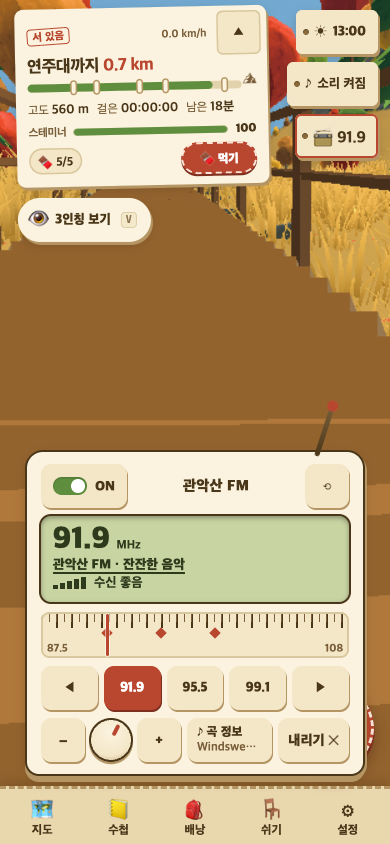 서 있음
0.0 km/h
▲
연주대까지 0.7 km
고도 560 m 걸은 00:00:00 남은 18분
스테미너 100
5/5
먹기
13:00
♪ 소리 켜짐
91.9
3인칭 보기 V
ON
관악산 FM
91.9 MHz
관악산 FM · 잔잔한 음악
수신 좋음
87.5 108
◀ 91.9 95.5 99.1 ▶
− + ♪ 곡 정보
Windswe…
내리기 ×
지도 수첩 배낭 쉬기 설정